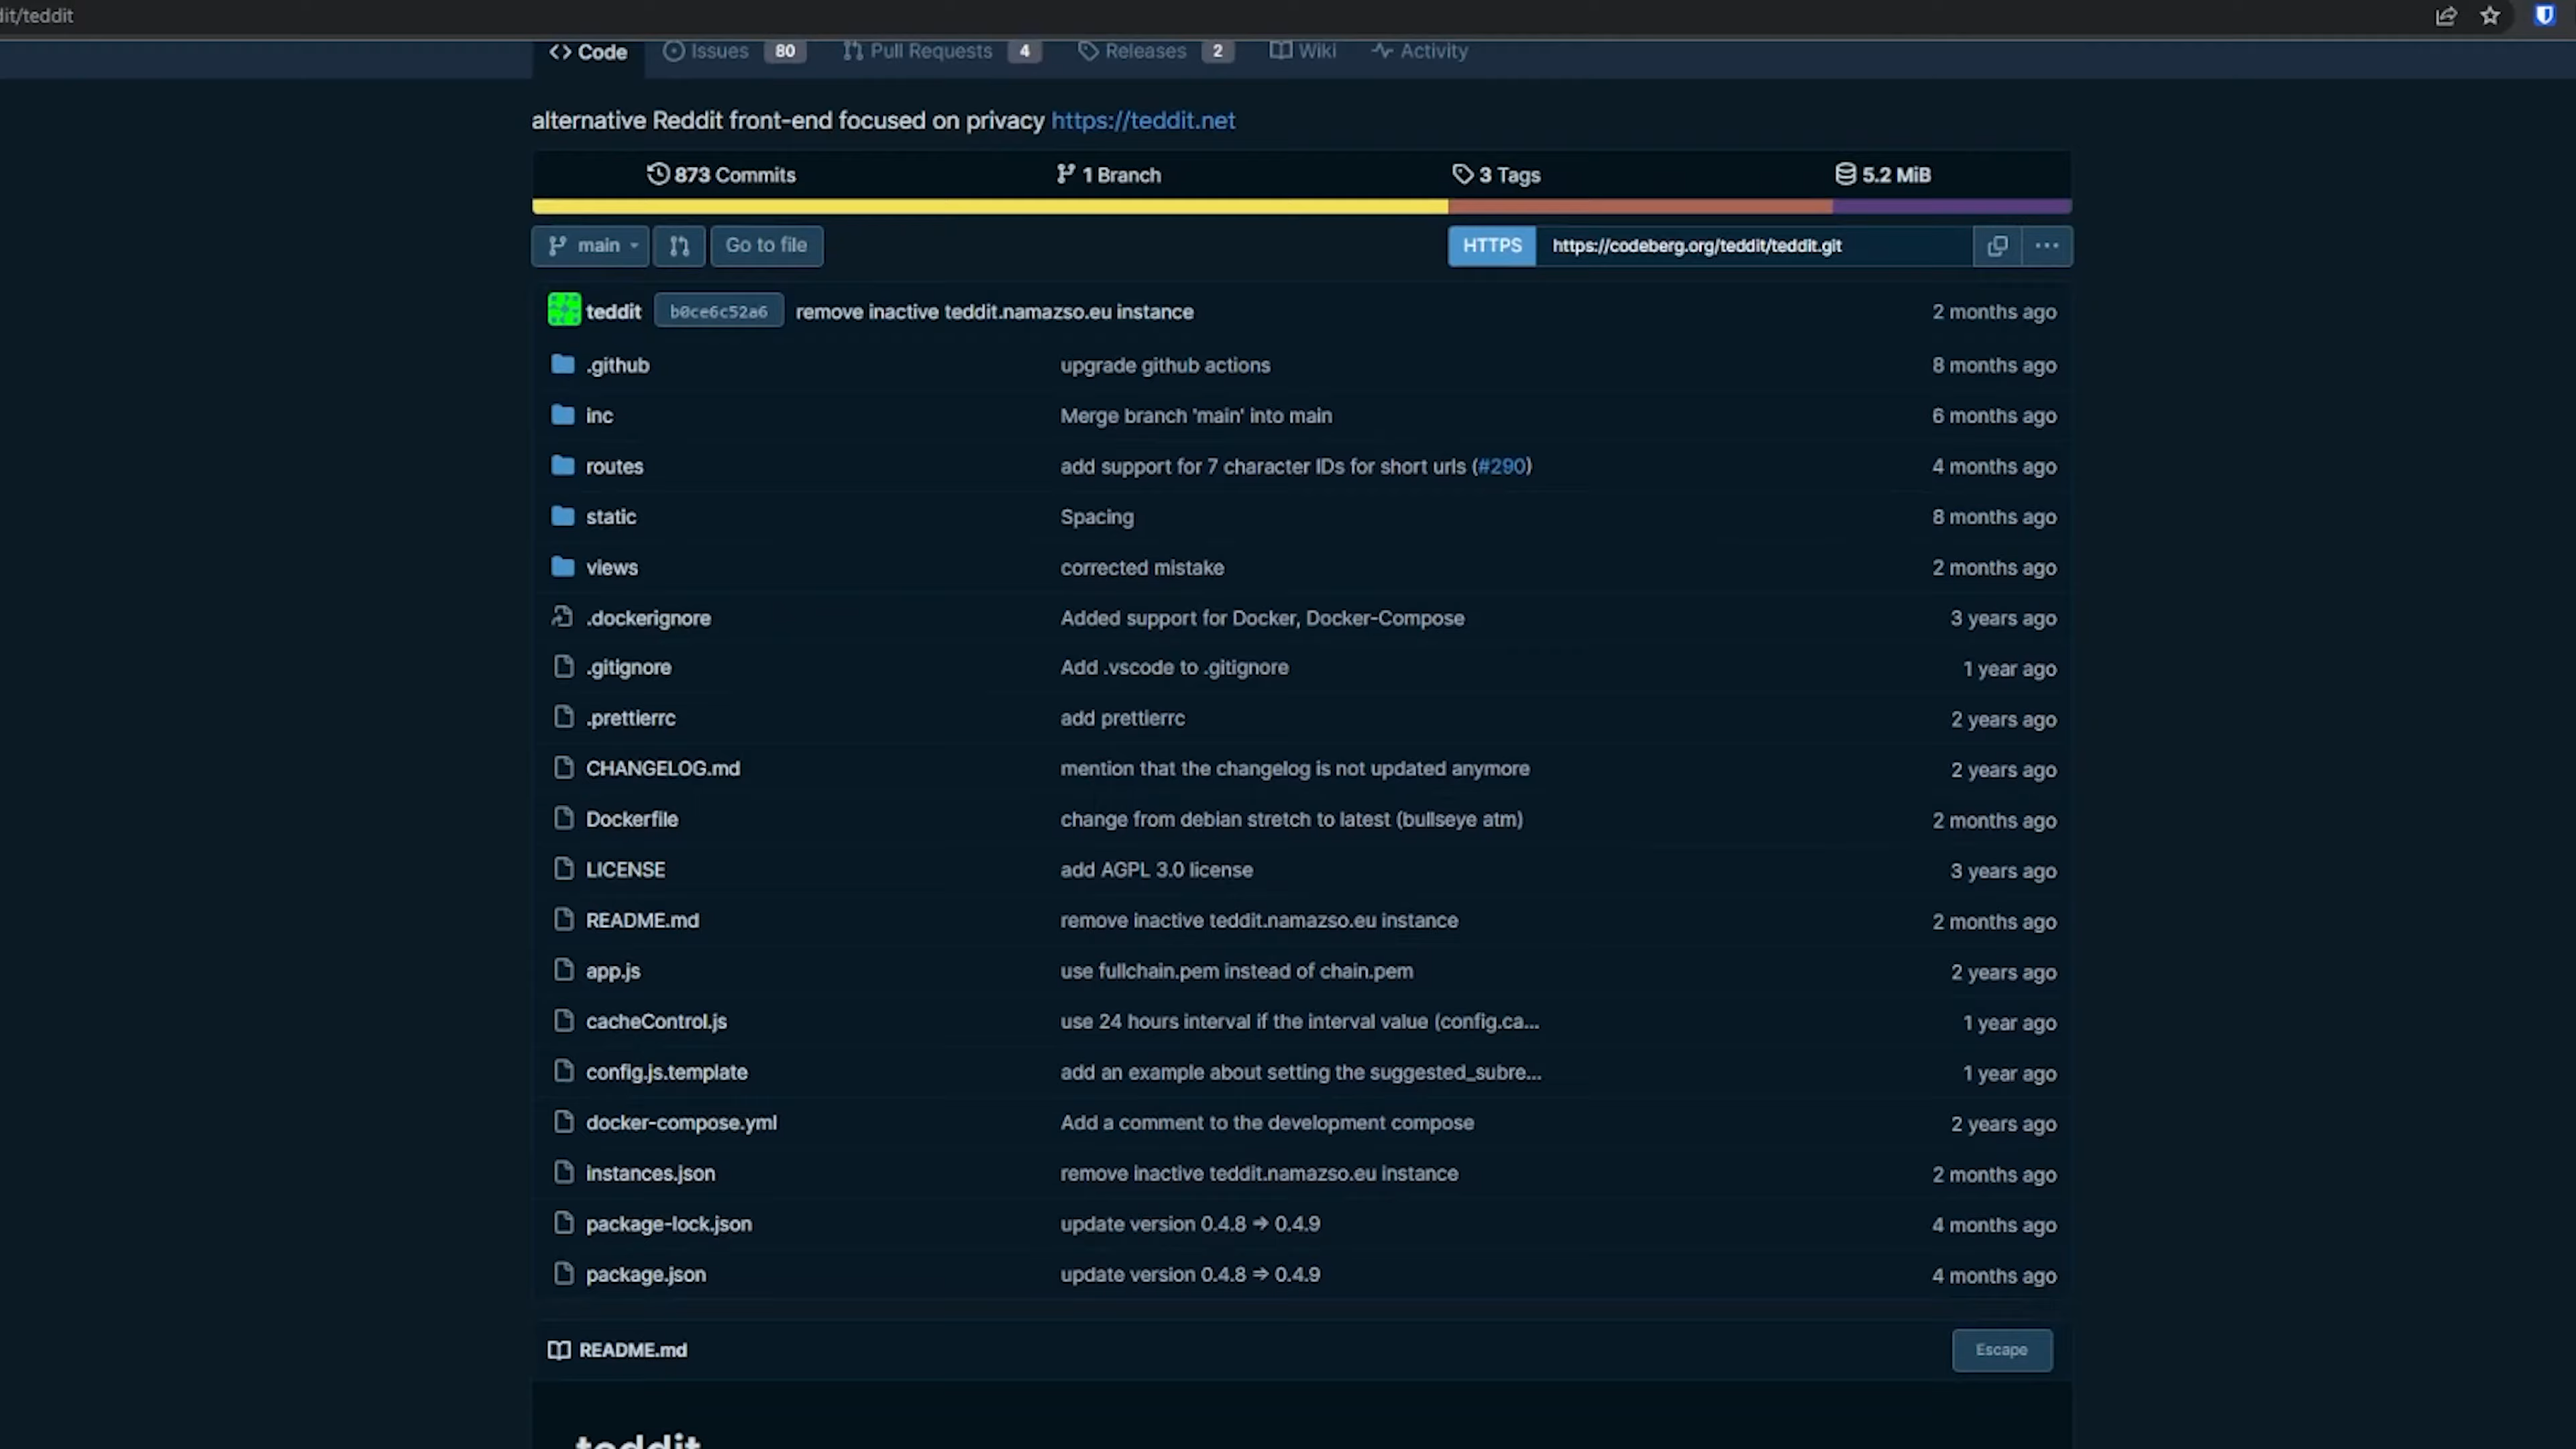 dit/teddit
Code Issues 80 Pull Requests 4 Releases 2 Wiki Activity
alternative Reddit front-end focused on privacy https://teddit.net
873 Commits 1 Branch 3 Tags 5.2 MiB
main Go to file HTTPS https://codeberg.org/teddit/teddit.git
teddit b0ce6c52a6 remove inactive teddit.namazso.eu instance 2 months ago
.github upgrade github actions 8 months ago
inc Merge branch 'main' into main 6 months ago
routes add support for 7 character IDs for short urls (#290) 4 months ago
static Spacing 8 months ago
views corrected mistake 2 months ago
.dockerignore Added support for Docker, Docker-Compose 3 years ago
.gitignore Add .vscode to .gitignore 1 year ago
.prettierrc add prettierrc 2 years ago
CHANGELOG.md mention that the changelog is not updated anymore 2 years ago
Dockerfile change from debian stretch to latest (bullseye atm) 2 months ago
LICENSE add AGPL 3.0 license 3 years ago
README.md remove inactive teddit.namazso.eu instance 2 months ago
app.js use fullchain.pem instead of chain.pem 2 years ago
cacheControl.js use 24 hours interval if the interval value (config.ca... 1 year ago
config.js.template add an example about setting the suggested_subre... 1 year ago
docker-compose.yml Add a comment to the development compose 2 years ago
instances.json remove inactive teddit.namazso.eu instance 2 months ago
package-lock.json update version 0.4.8 => 0.4.9 4 months ago
package.json update version 0.4.8 => 0.4.9 4 months ago
README.md Escape
teddit